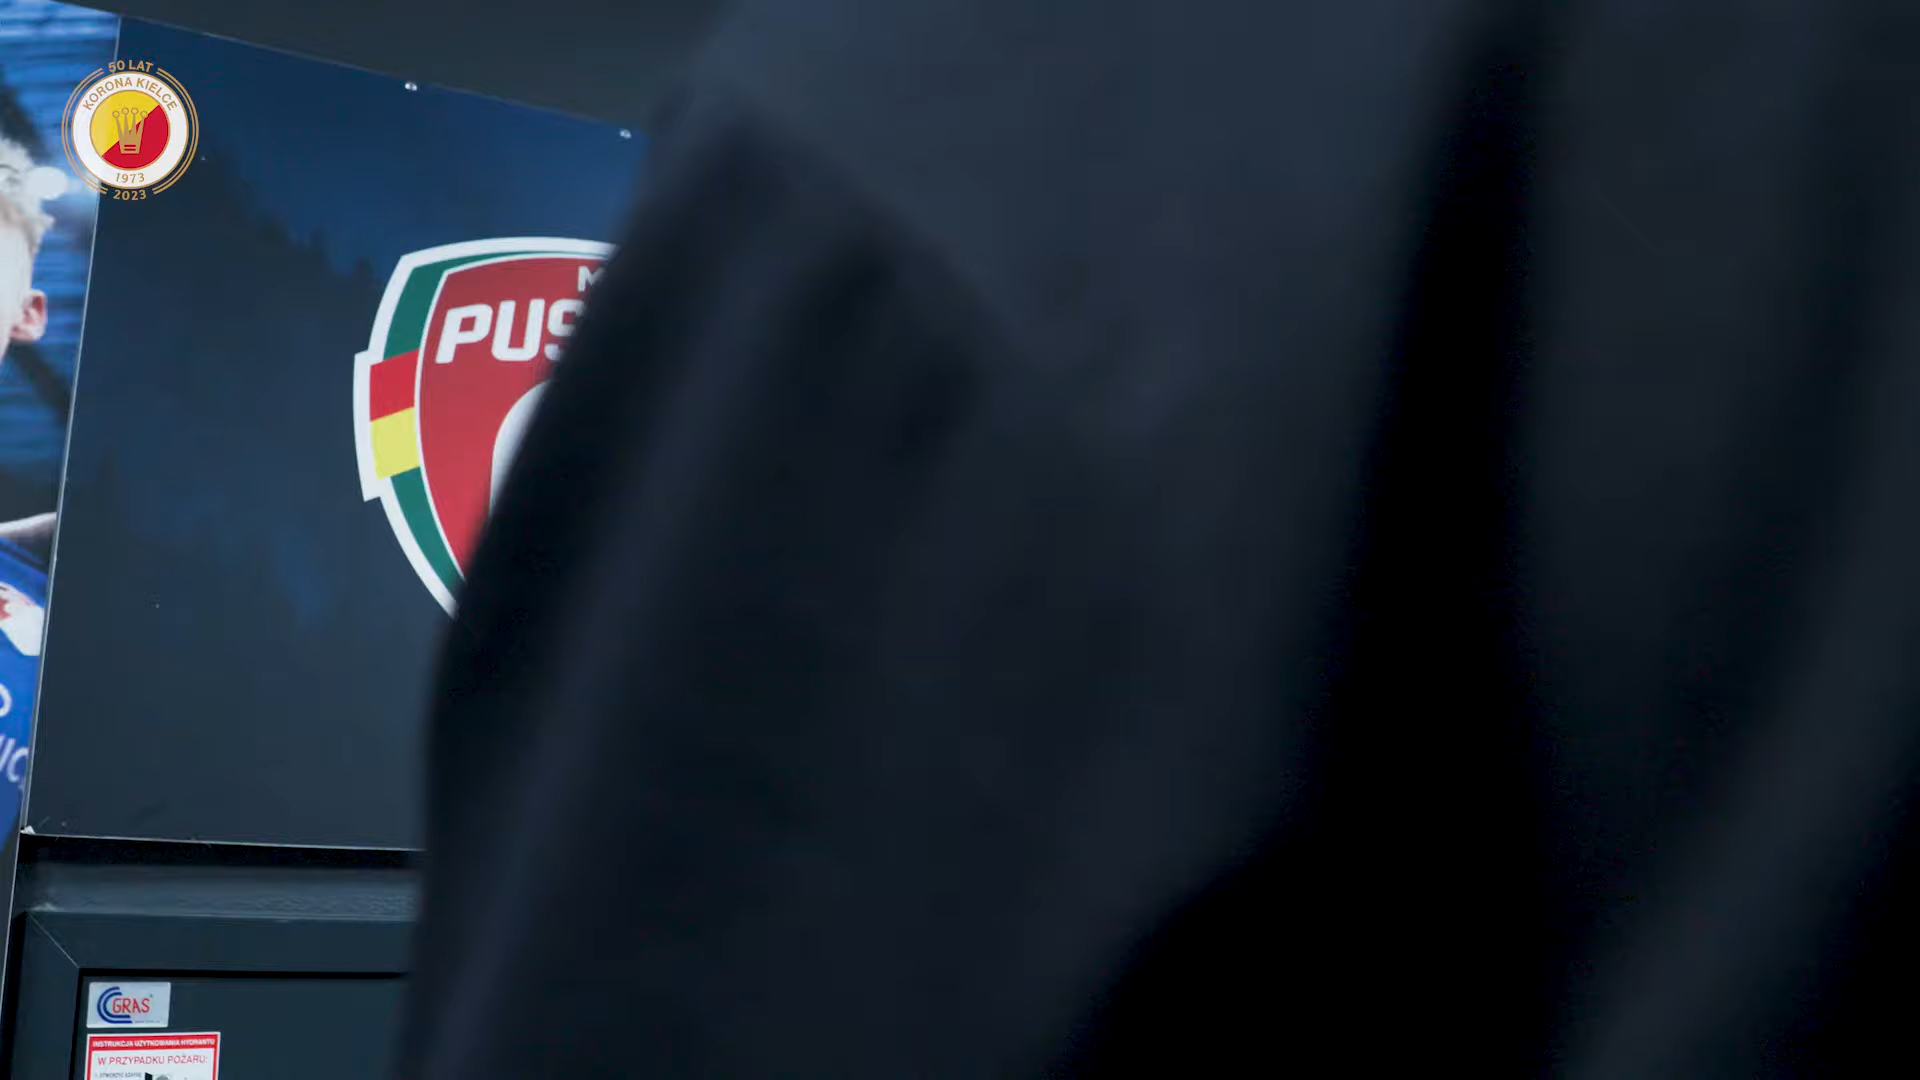 50 LAT
KORONA KIELCE
1973
2023
M
PUS
GRAS
INSTRUKCJA UŻYTKOWANIA HYDRANTU
W PRZYPADKU POŻARU: